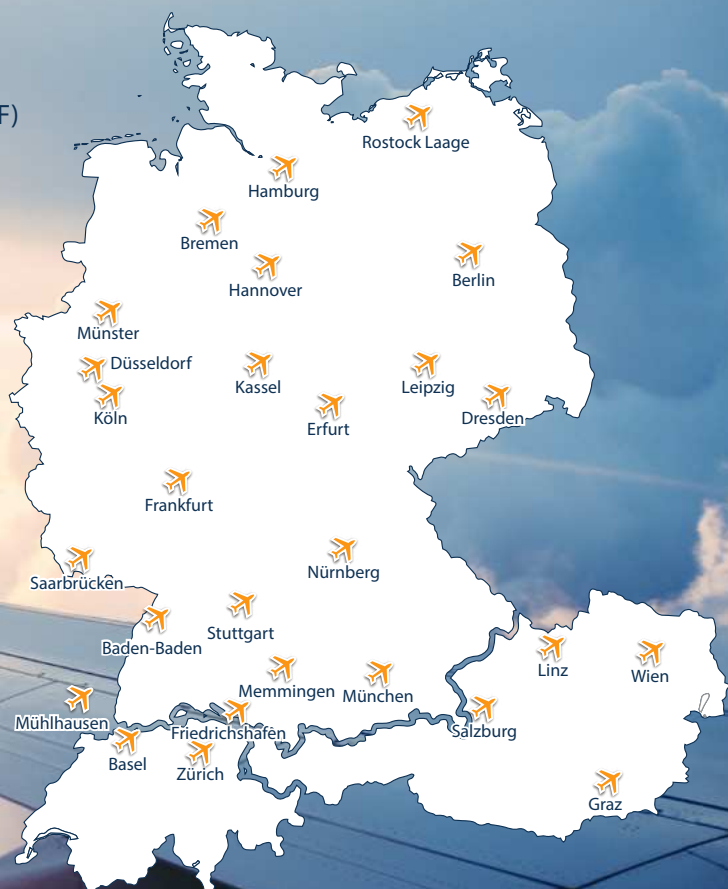 F)
Rostock Laage
Hamburg
Bremen
Berlin
Hannover
Münster
Düsseldorf
Kassel
Leipzig
Köln
Erfurt
Dresden
Frankfurt
Nürnberg
Saarbrücken
Stuttgart
Baden-Baden
Linz
Wien
Memmingen
München
Mühlhausen
Friedrichshafen
Salzburg
Basel
Zürich
Graz